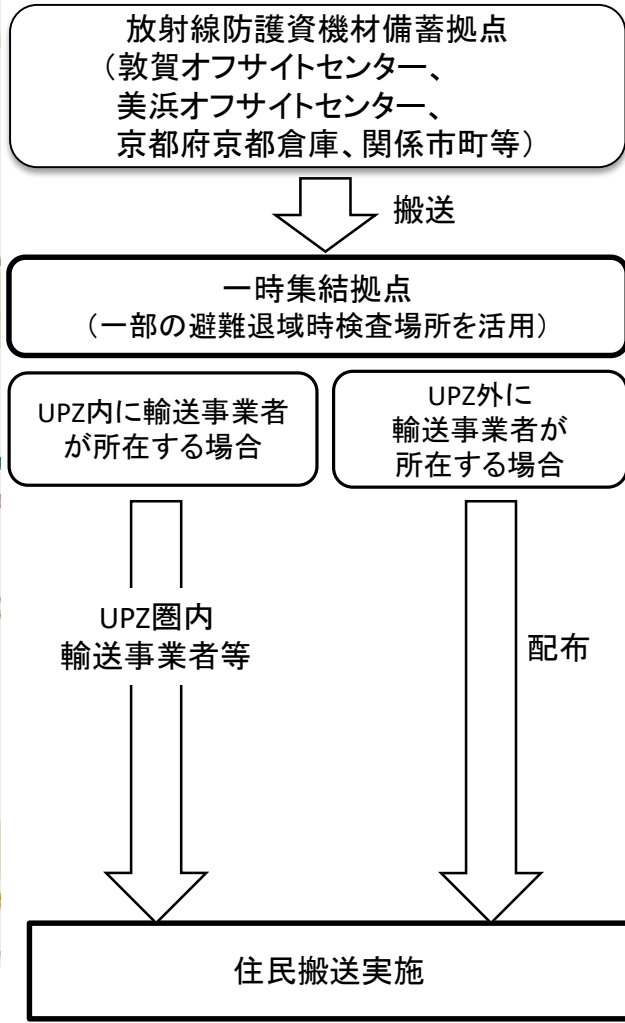 放射線防護資機材備蓄拠点
（敦賀オフサイトセンター、
美浜オフサイトセンター、
京都府京都倉庫、関係市町等）
搬送
一時集結拠点
（一部の避難退域時検査場所を活用）
UPZ内に輸送事業者
が所在する場合
UPZ外に
輸送事業者が
所在する場合
UPZ圏内
輸送事業者等
配布
住民搬送実施